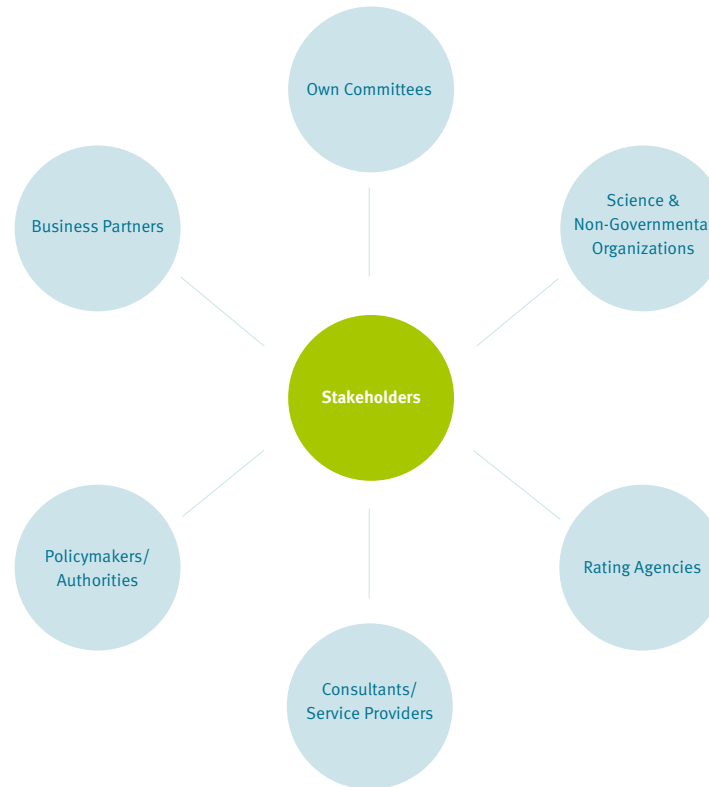 Own Committees
Science &
Non-Governmenta
Organizations
Business Partners
Stakeholders
Policymakers/
Authorities
Rating Agencies
Consultants/
Service Providers